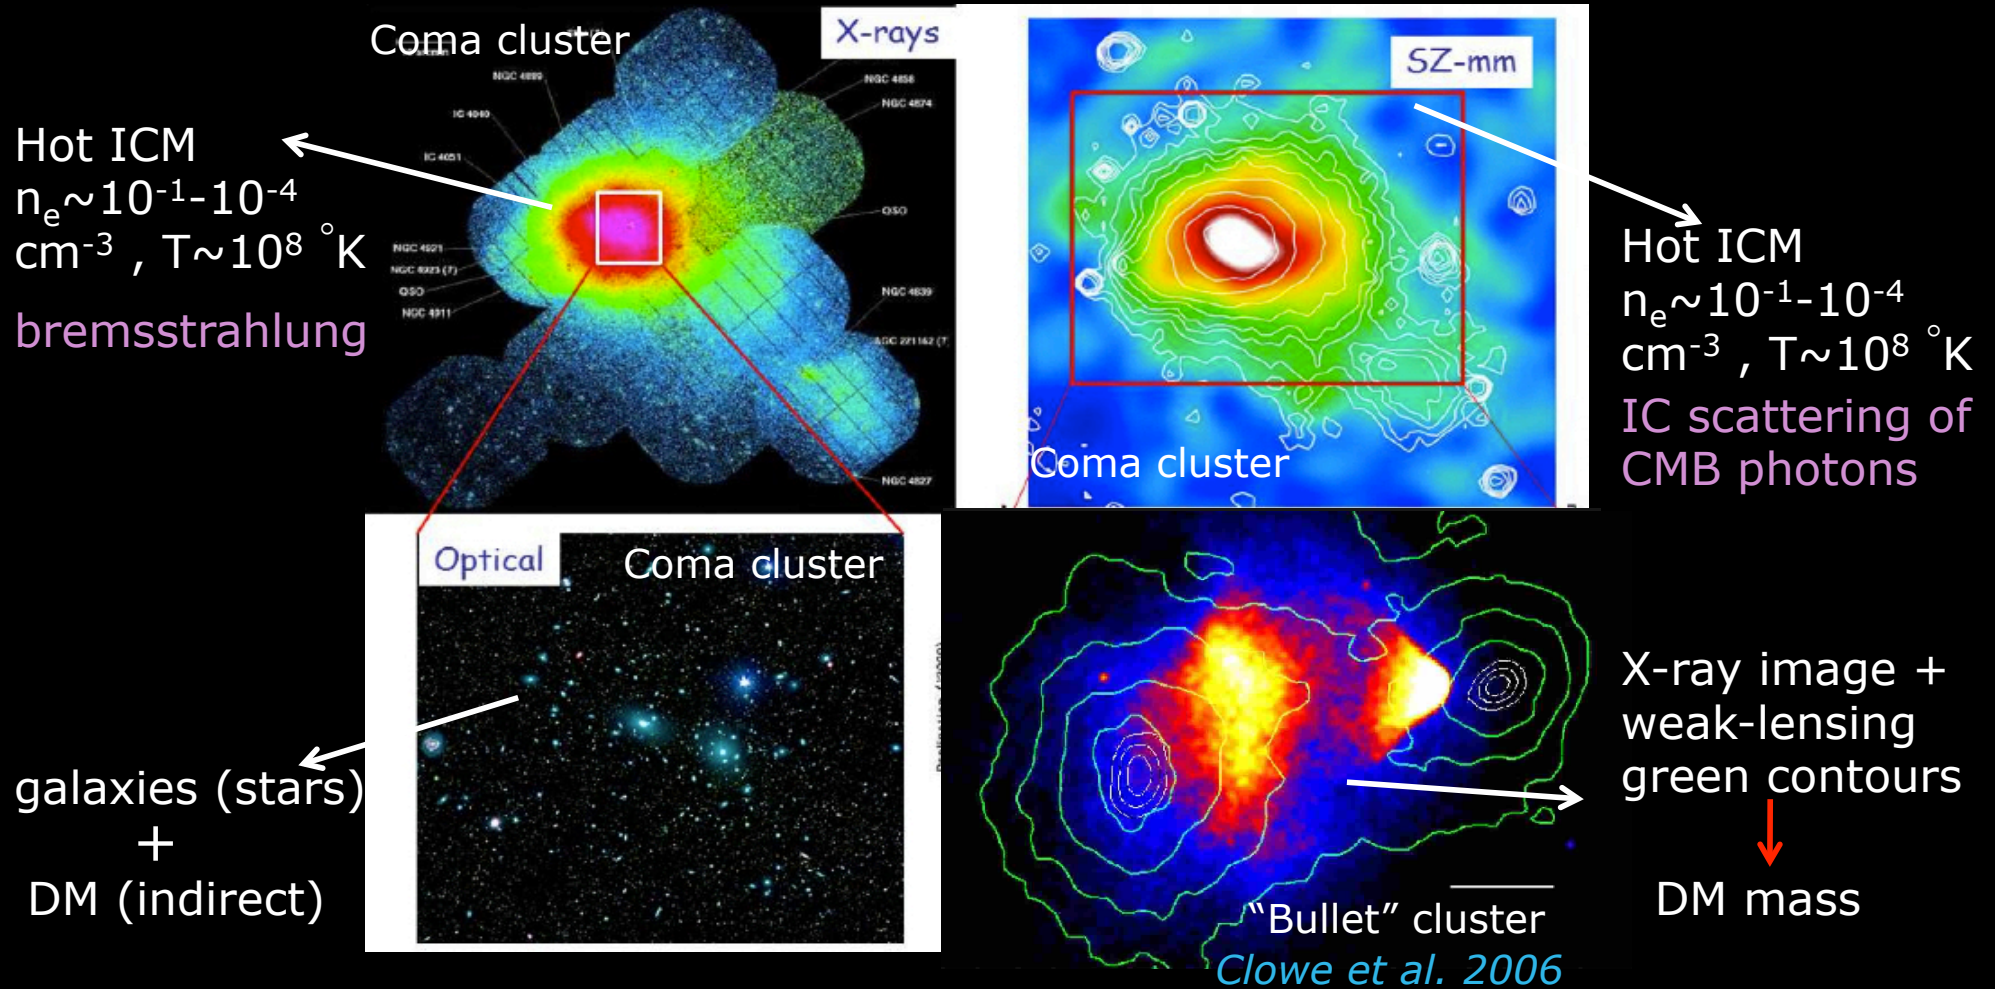 Coma cluster
X-rays
NGC 4889
NGC 4858
NGC 4874
IC 4040
IC 4051
QSO
NGC 4921
NGC 4923 (?)
QSO
NGC 4911
NGC 4839
NGC 4827
Hot ICM
nₑ~10⁻¹-10⁻⁴
cm⁻³ , T~10⁸ °K
bremsstrahlung
SZ-mm
Coma cluster
Hot ICM
nₑ~10⁻¹-10⁻⁴
cm⁻³ , T~10⁸ °K
IC scattering of
CMB photons
Optical
Coma cluster
galaxies (stars)
+
DM (indirect)
X-ray image +
weak-lensing
green contours
DM mass
“Bullet” cluster
Clowe et al. 2006